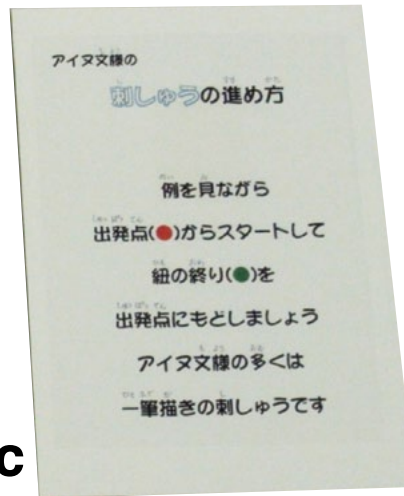 アイヌ文様の
刺しゅうの進め方
例を見ながら
出発点(●)からスタートして
紐の終り(●)を
出発点にもどしましょう
アイヌ文様の多くは
一筆描きの刺しゅうです
C